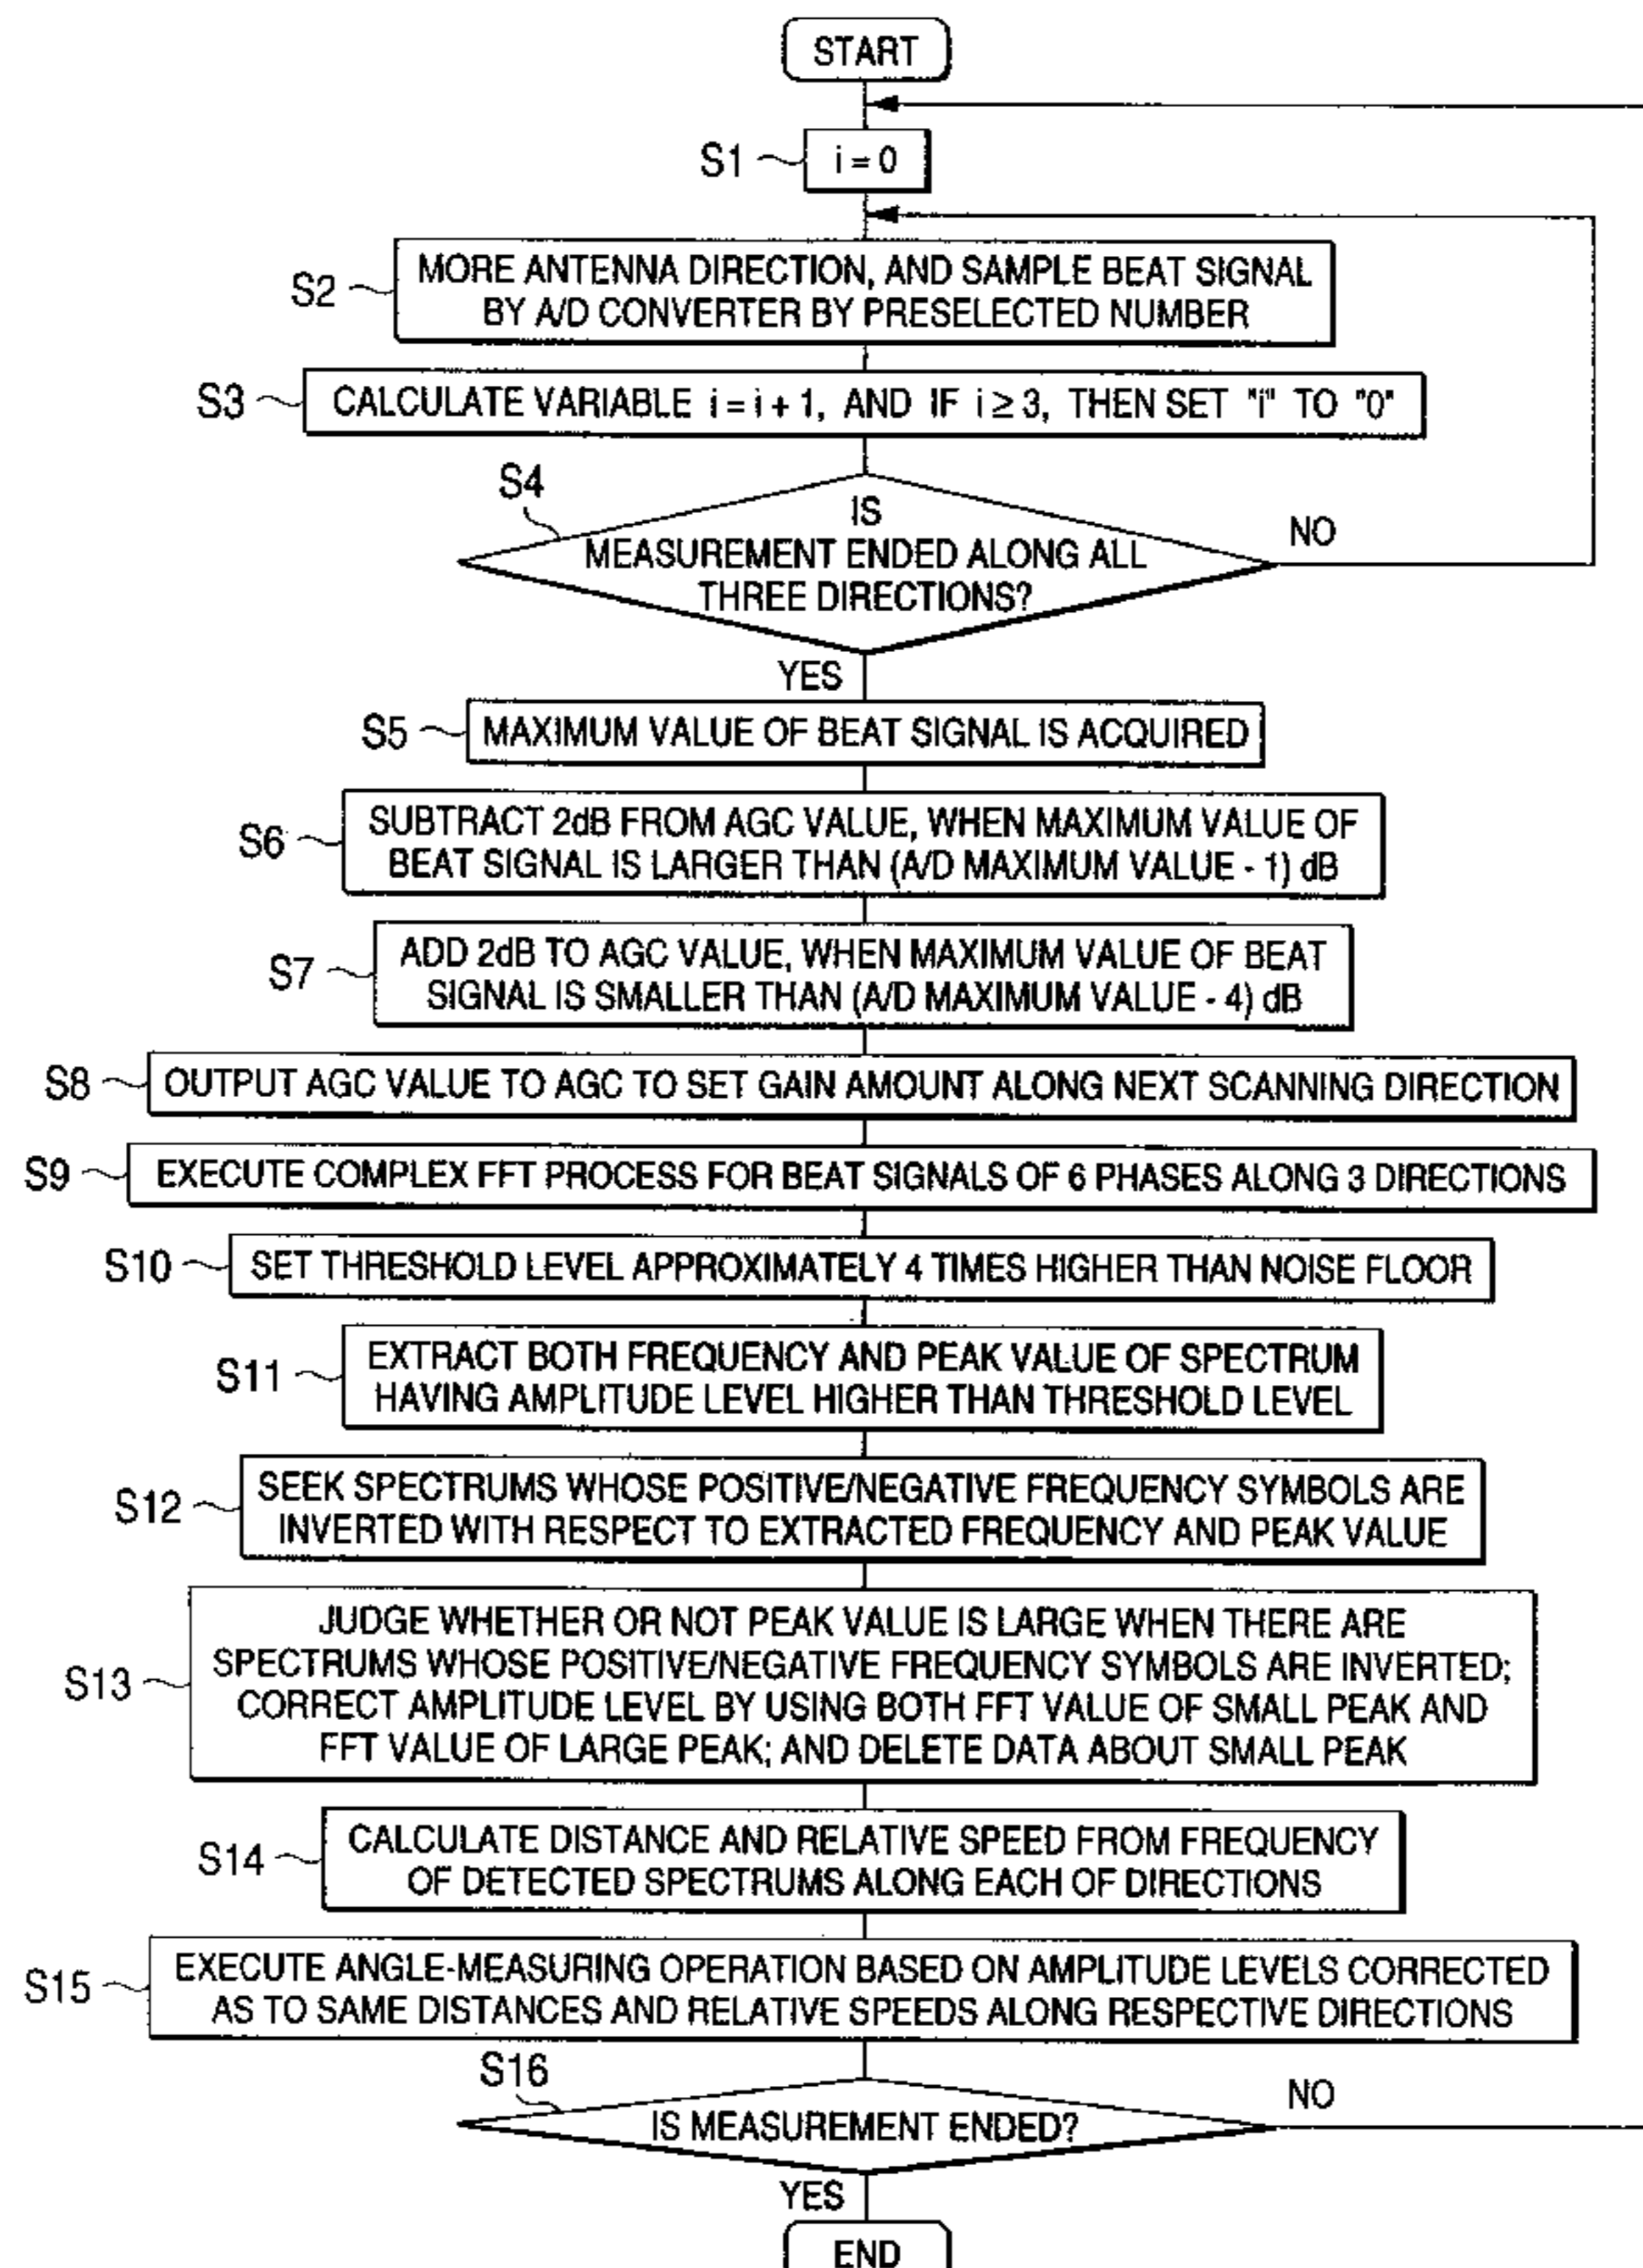 START
S1
i = 0
S2
MORE ANTENNA DIRECTION, AND SAMPLE BEAT SIGNAL
BY A/D CONVERTER BY PRESELECTED NUMBER
S3
CALCULATE VARIABLE i = i + 1, AND IF i ≥ 3, THEN SET "i" TO "0"
S4
IS
MEASUREMENT ENDED ALONG ALL
THREE DIRECTIONS?
NO
YES
S5
MAXIMUM VALUE OF BEAT SIGNAL IS ACQUIRED
S6
SUBTRACT 2dB FROM AGC VALUE, WHEN MAXIMUM VALUE OF
BEAT SIGNAL IS LARGER THAN (A/D MAXIMUM VALUE - 1) dB
S7
ADD 2dB TO AGC VALUE, WHEN MAXIMUM VALUE OF BEAT
SIGNAL IS SMALLER THAN (A/D MAXIMUM VALUE - 4) dB
S8
OUTPUT AGC VALUE TO AGC TO SET GAIN AMOUNT ALONG NEXT SCANNING DIRECTION
S9
EXECUTE COMPLEX FFT PROCESS FOR BEAT SIGNALS OF 6 PHASES ALONG 3 DIRECTIONS
S10
SET THRESHOLD LEVEL APPROXIMATELY 4 TIMES HIGHER THAN NOISE FLOOR
S11
EXTRACT BOTH FREQUENCY AND PEAK VALUE OF SPECTRUM
HAVING AMPLITUDE LEVEL HIGHER THAN THRESHOLD LEVEL
S12
SEEK SPECTRUMS WHOSE POSITIVE/NEGATIVE FREQUENCY SYMBOLS ARE
INVERTED WITH RESPECT TO EXTRACTED FREQUENCY AND PEAK VALUE
S13
JUDGE WHETHER OR NOT PEAK VALUE IS LARGE WHEN THERE ARE
SPECTRUMS WHOSE POSITIVE/NEGATIVE FREQUENCY SYMBOLS ARE INVERTED;
CORRECT AMPLITUDE LEVEL BY USING BOTH FFT VALUE OF SMALL PEAK AND
FFT VALUE OF LARGE PEAK; AND DELETE DATA ABOUT SMALL PEAK
S14
CALCULATE DISTANCE AND RELATIVE SPEED FROM FREQUENCY
OF DETECTED SPECTRUMS ALONG EACH OF DIRECTIONS
S15
EXECUTE ANGLE-MEASURING OPERATION BASED ON AMPLITUDE LEVELS CORRECTED
AS TO SAME DISTANCES AND RELATIVE SPEEDS ALONG RESPECTIVE DIRECTIONS
S16
IS MEASUREMENT ENDED?
NO
YES
END